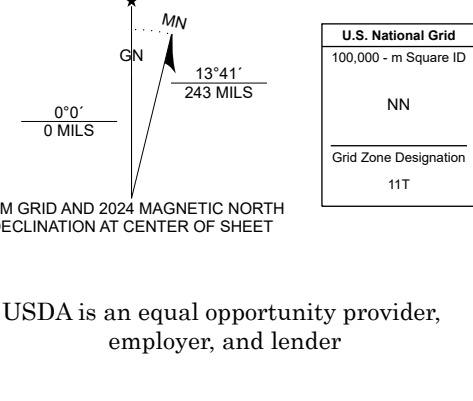 MN
GN
13°41´
243 MILS
0°0´
0 MILS
M GRID AND 2024 MAGNETIC NORTH
DECLINATION AT CENTER OF SHEET
U.S. National Grid
100,000 - m Square ID
NN
Grid Zone Designation
11T
USDA is an equal opportunity provider,
employer, and lender